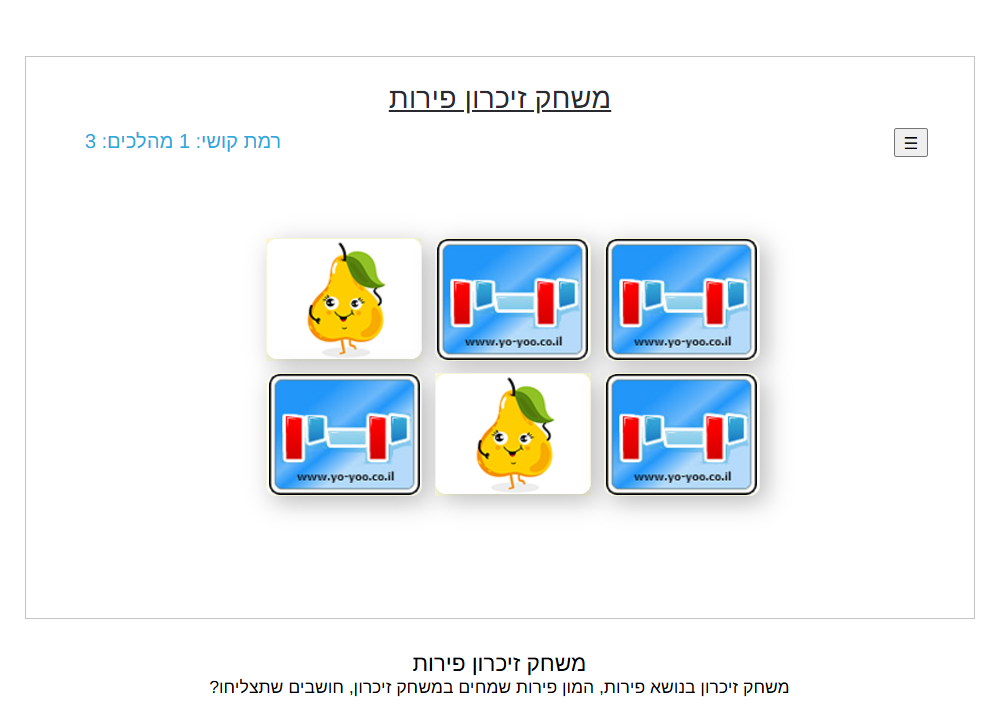 משחק זיכרון פירות
רמת קושי: 1 מהלכים: 3
☰
www.yo-yoo.co.il
www.yo-yoo.co.il
www.yo-yoo.co.il
www.yo-yoo.co.il
משחק זיכרון פירות
משחק זיכרון בנושא פירות, המון פירות שמחים במשחק זיכרון, חושבים שתצליחו?